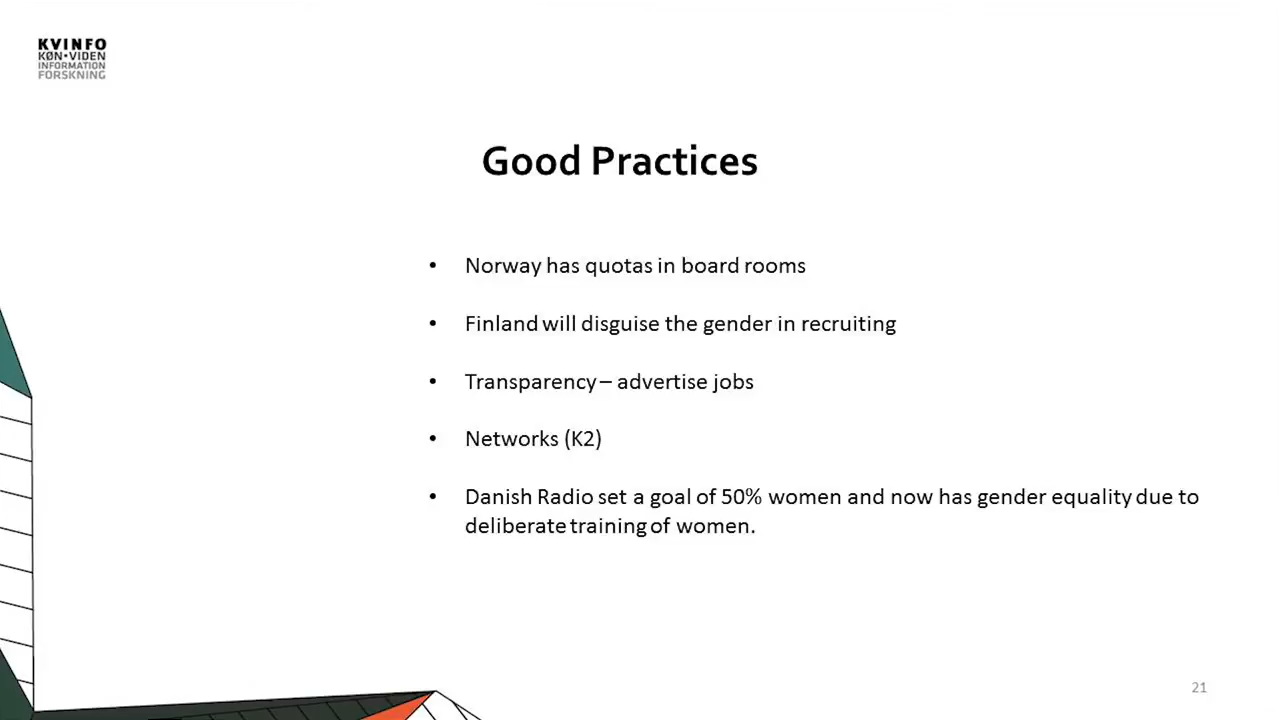 KVINFO
KØN•VIDEN
INFORMATION
FORSKNING
Good Practices
• Norway has quotas in board rooms
• Finland will disguise the gender in recruiting
• Transparency – advertise jobs
• Networks (K2)
• Danish Radio set a goal of 50% women and now has gender equality due to
deliberate training of women.
21